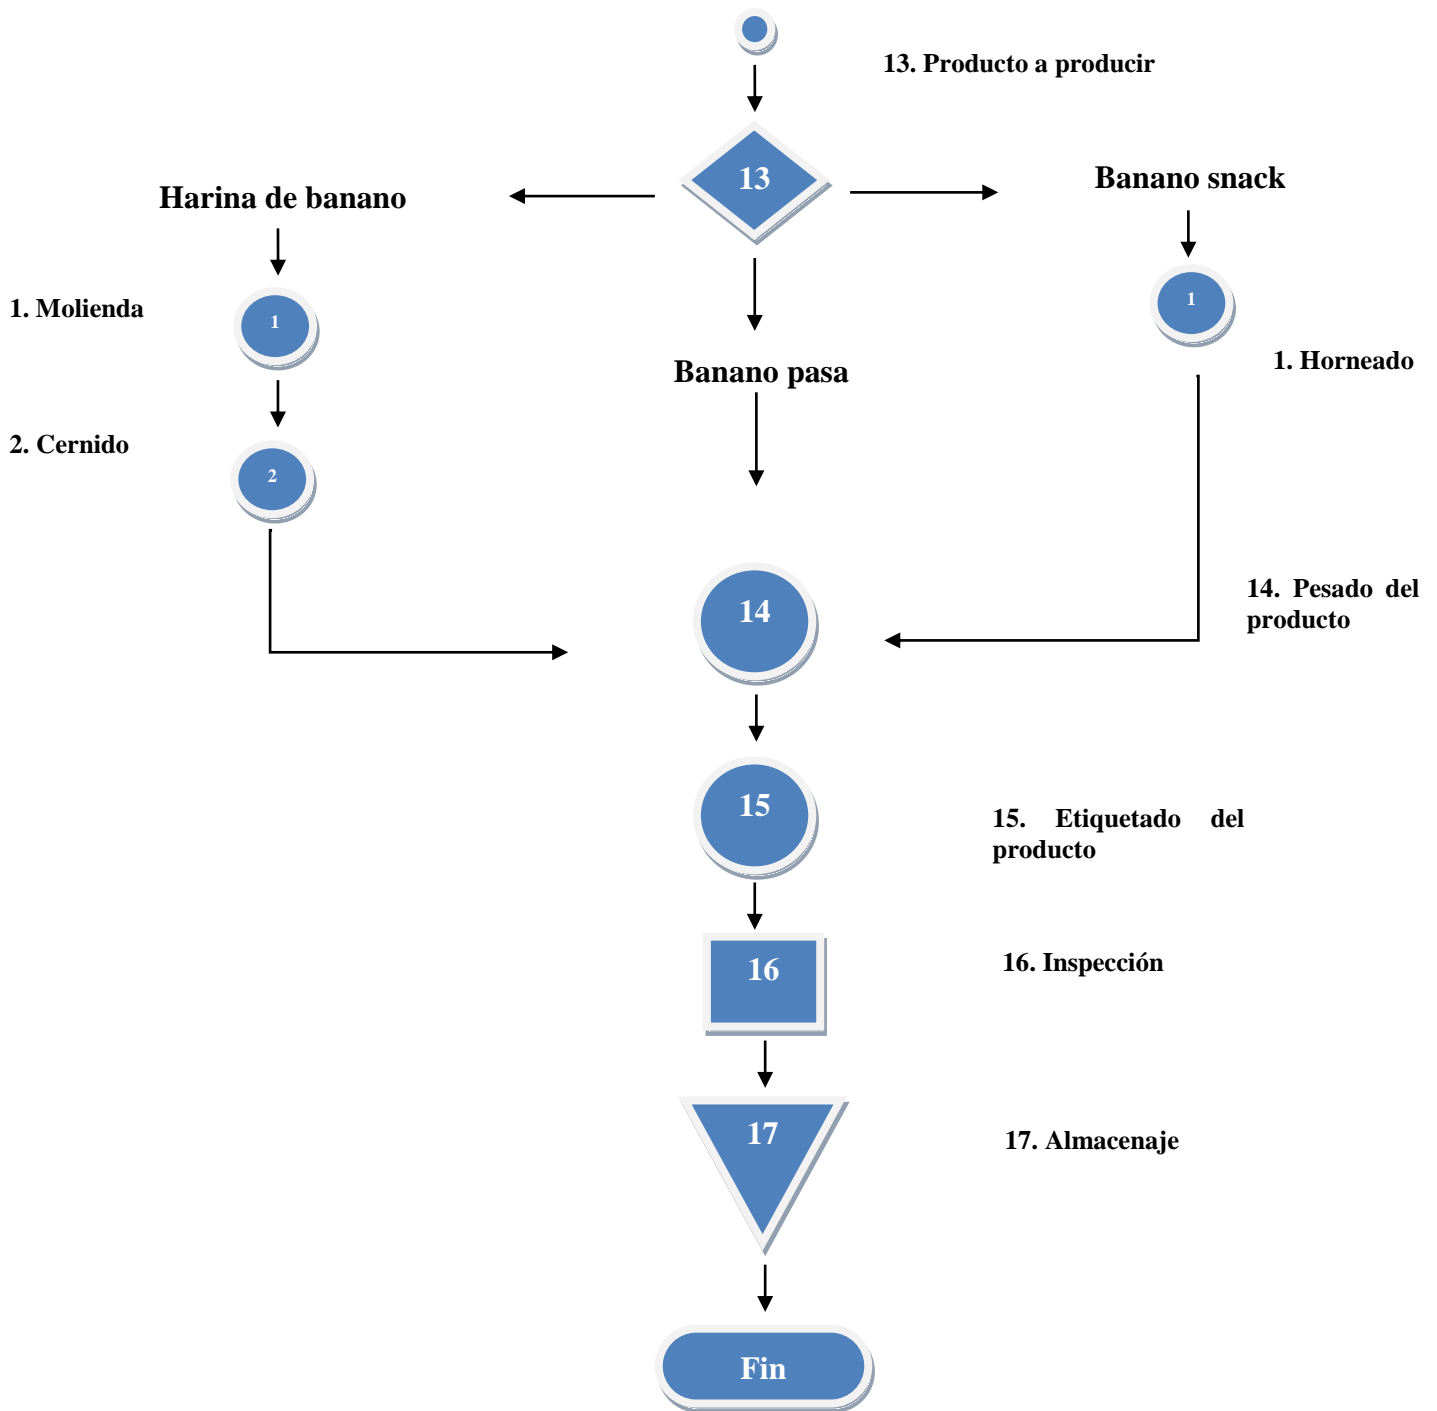 13. Producto a producir
13
Harina de banano
Banano snack
1. Molienda
1
1
1. Horneado
Banano pasa
2. Cernido
2
14
14. Pesado del
producto
15
15. Etiquetado del
producto
16
16. Inspección
17
17. Almacenaje
Fin